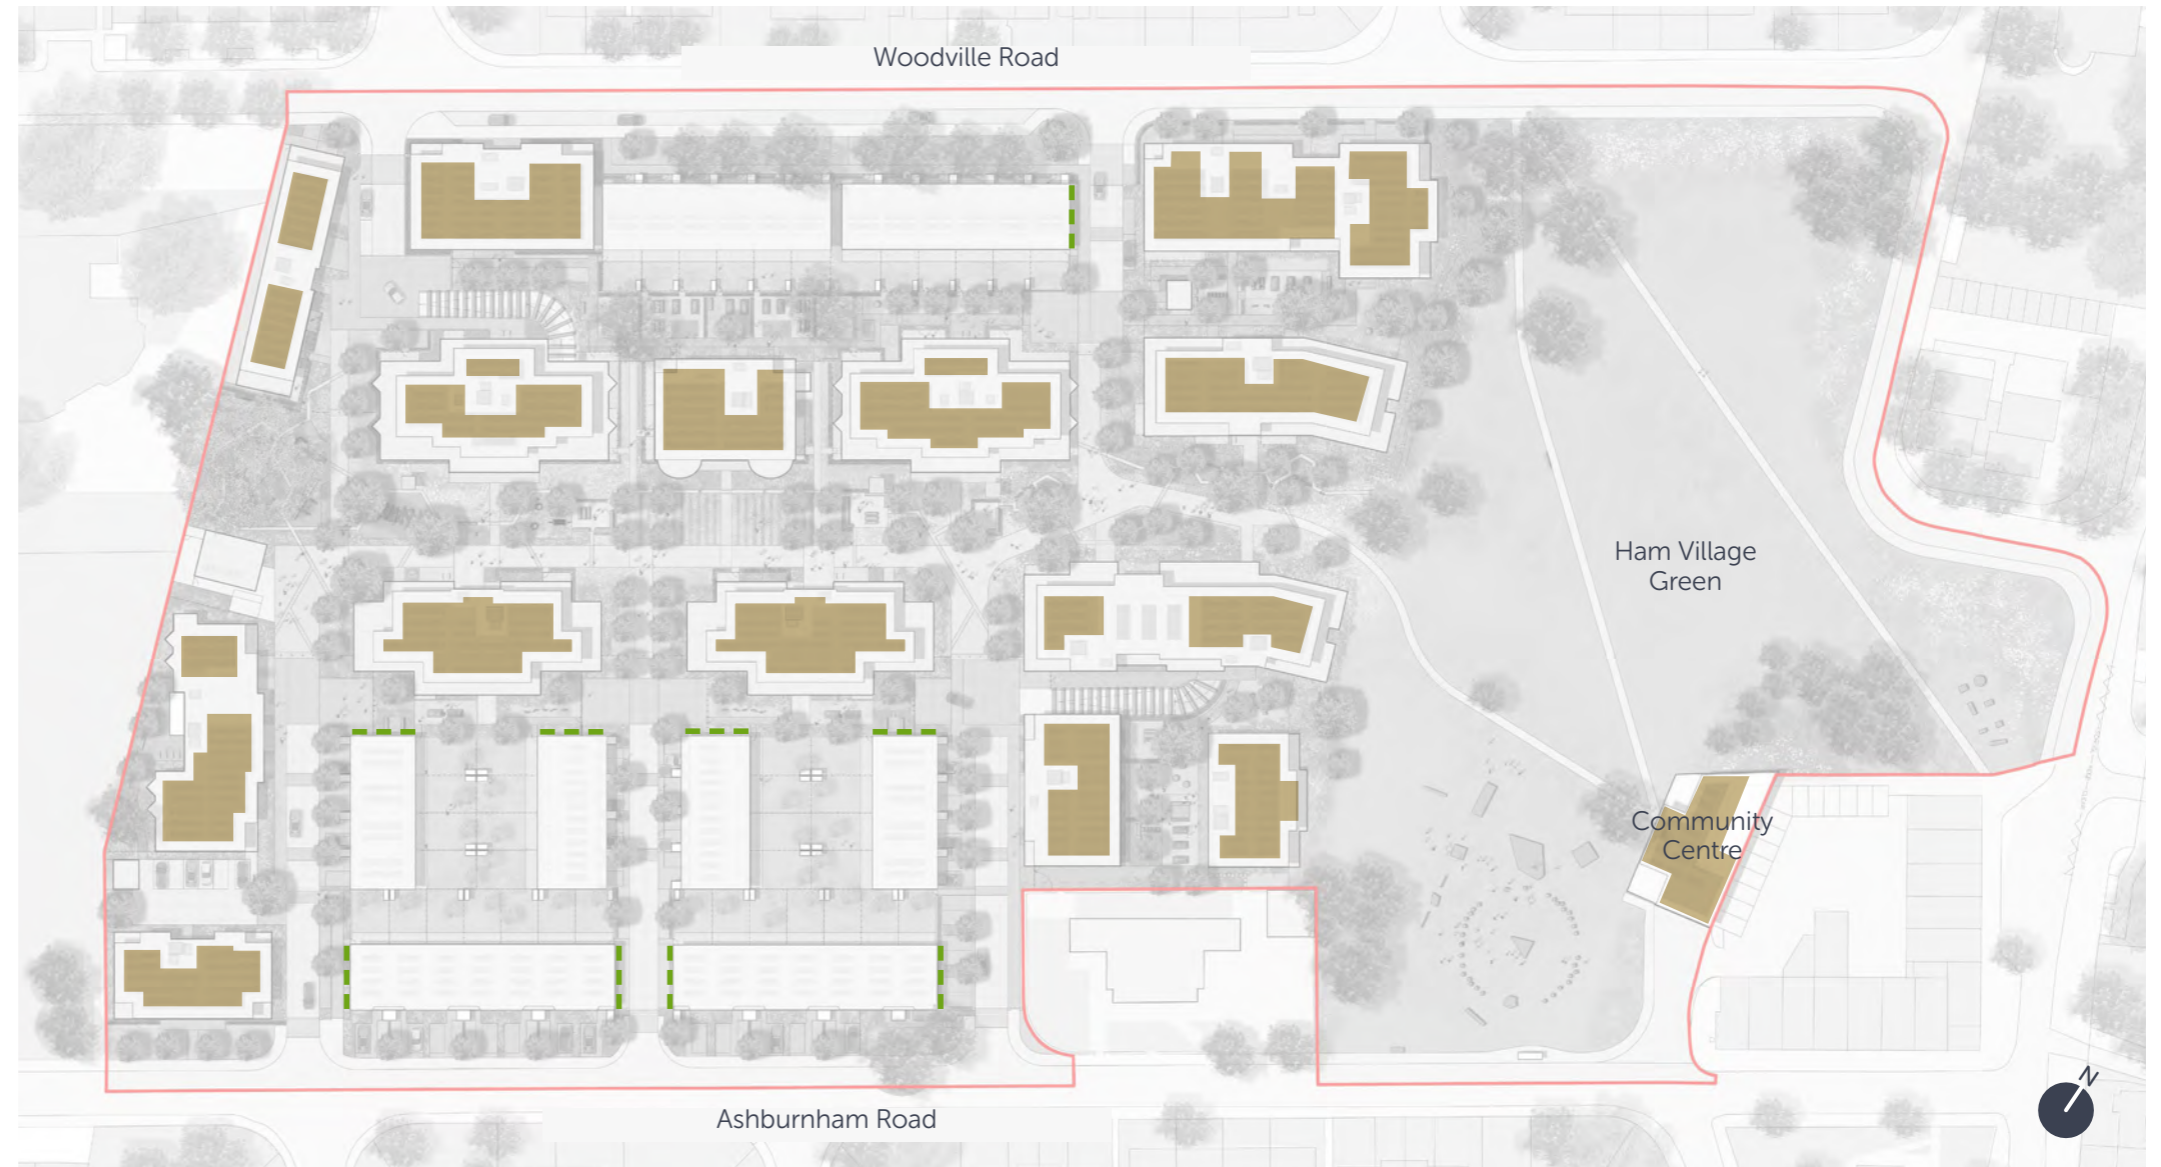 Woodville Road
Ham Village
Green
Community
Centre
N
Ashburnham Road